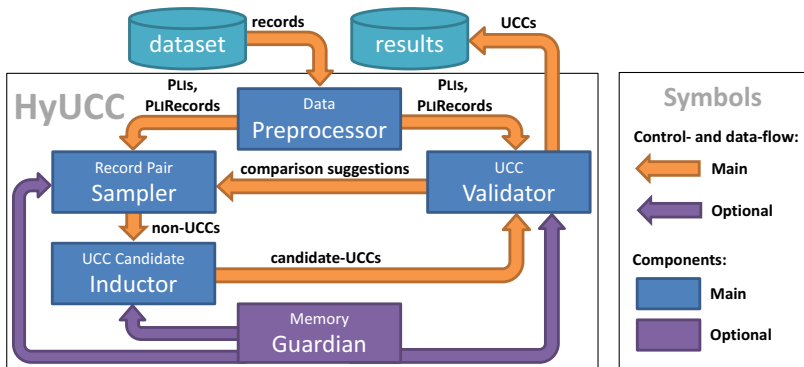 records
UCCs
dataset
results
HyUCC
PLIs,
PLIRecords
Data
Preprocessor
PLIs,
PLIRecords
Record Pair
Sampler
comparison suggestions
UCC
Validator
non-UCCs
UCC Candidate
Inductor
candidate-UCCs
Memory
Guardian
Symbols
Control- and data-flow:
Main
Optional
Components:
Main
Optional